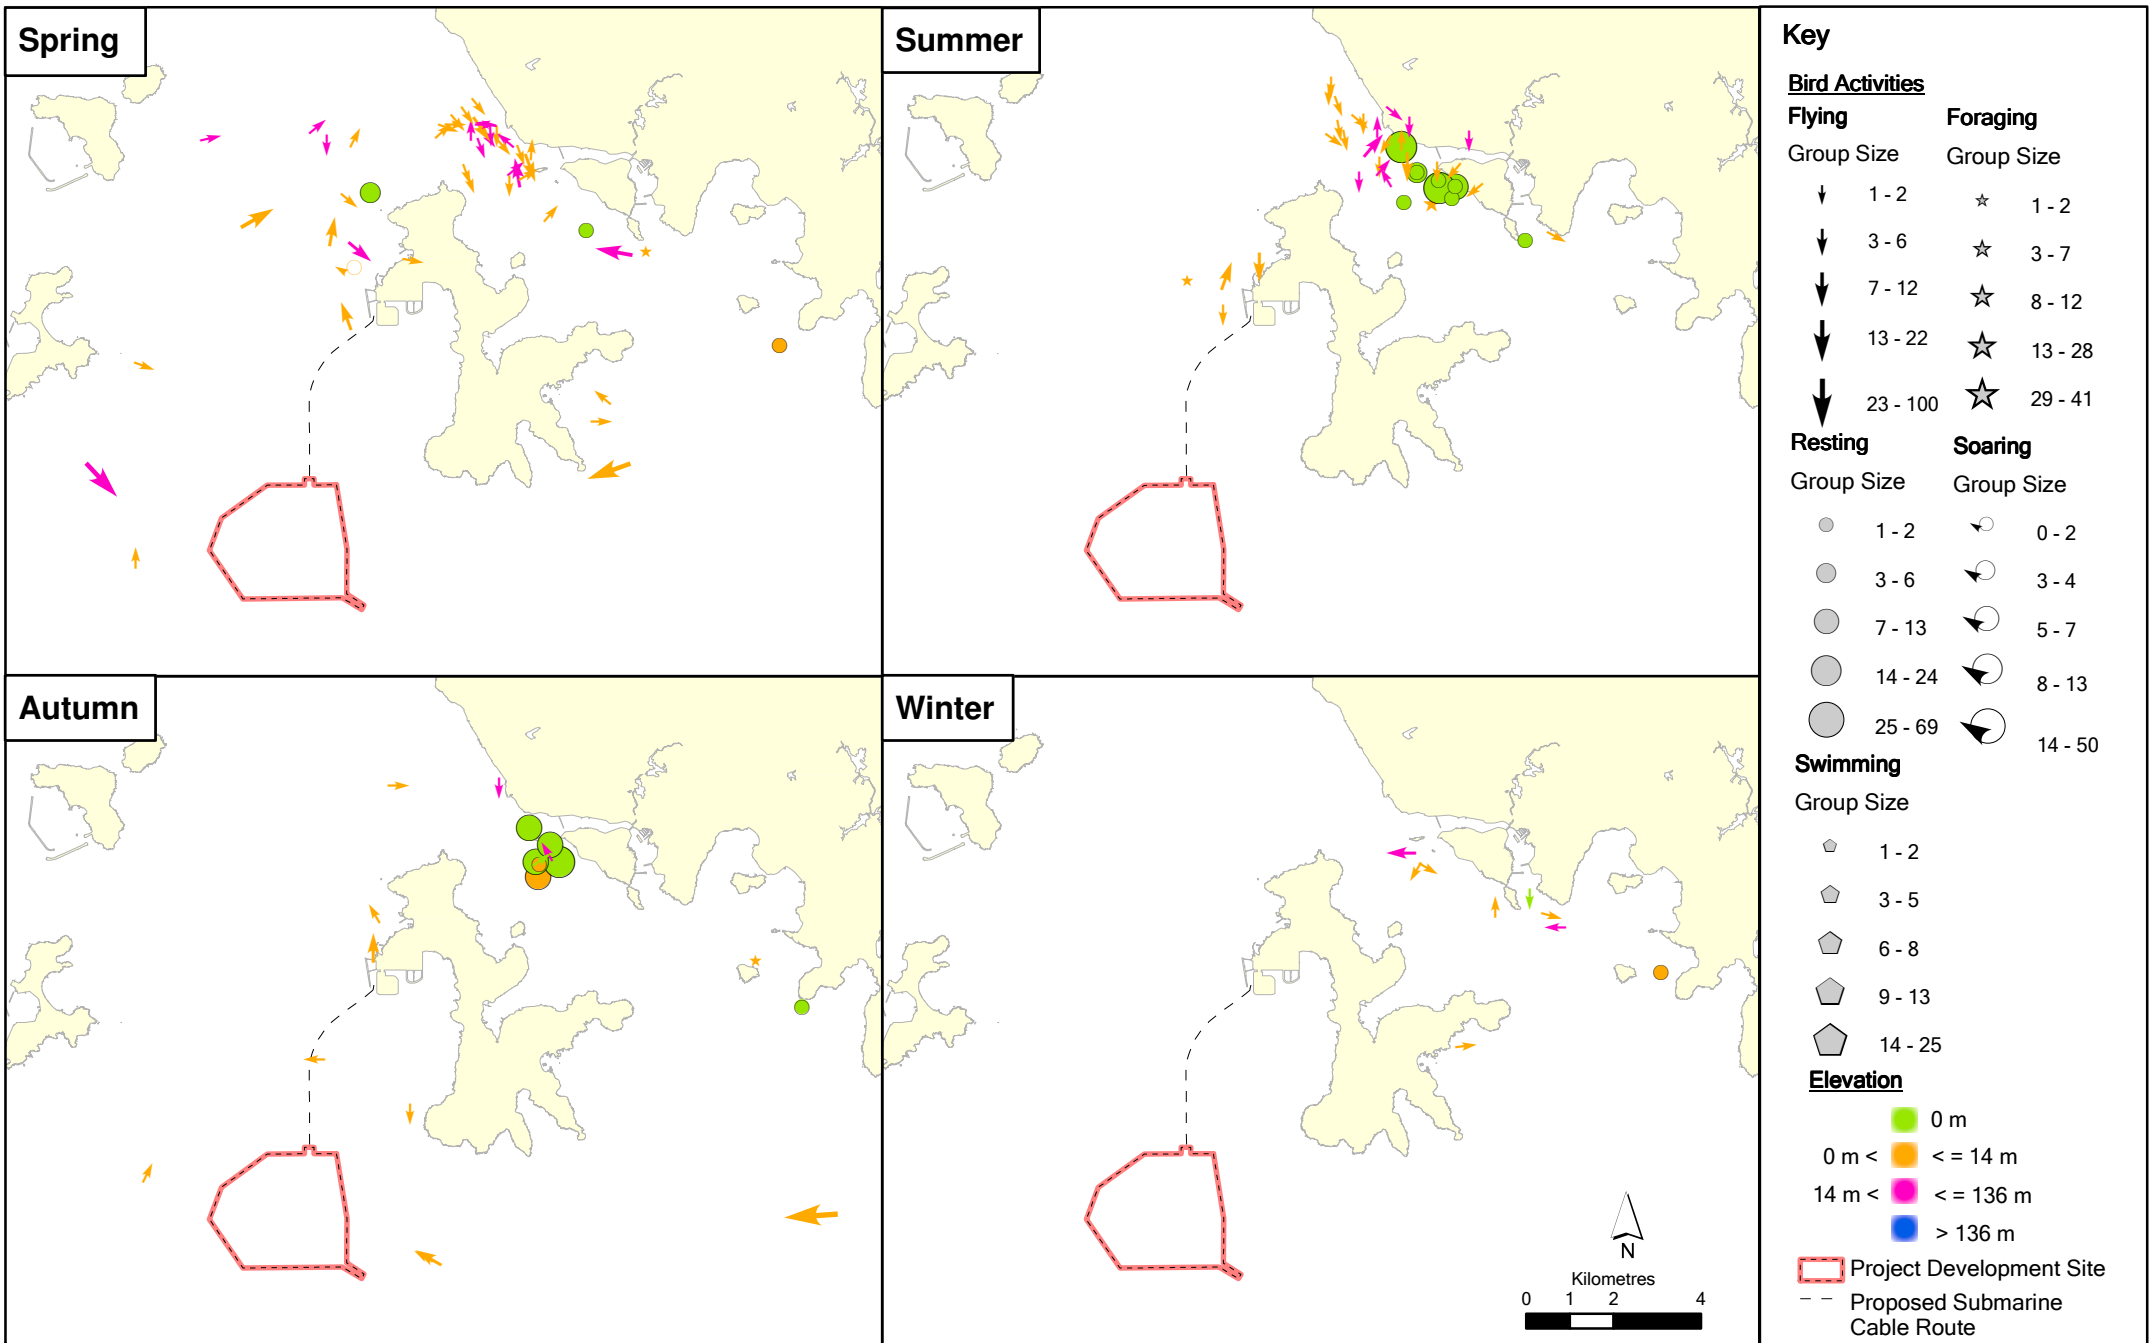 Spring
Summer
Autumn
Winter
N
Kilometres
0 1 2 4
Key
Bird Activities
Flying Foraging
Group Size Group Size
1 - 2 1 - 2
3 - 6 3 - 7
7 - 12 8 - 12
13 - 22 13 - 28
23 - 100 29 - 41
Resting Soaring
Group Size Group Size
1 - 2 0 - 2
3 - 6 3 - 4
7 - 13 5 - 7
14 - 24 8 - 13
25 - 69 14 - 50
Swimming
Group Size
1 - 2
3 - 5
6 - 8
9 - 13
14 - 25
Elevation
0 m
0 m < < = 14 m
14 m < < = 136 m
> 136 m
Project Development Site
Proposed Submarine
Cable Route